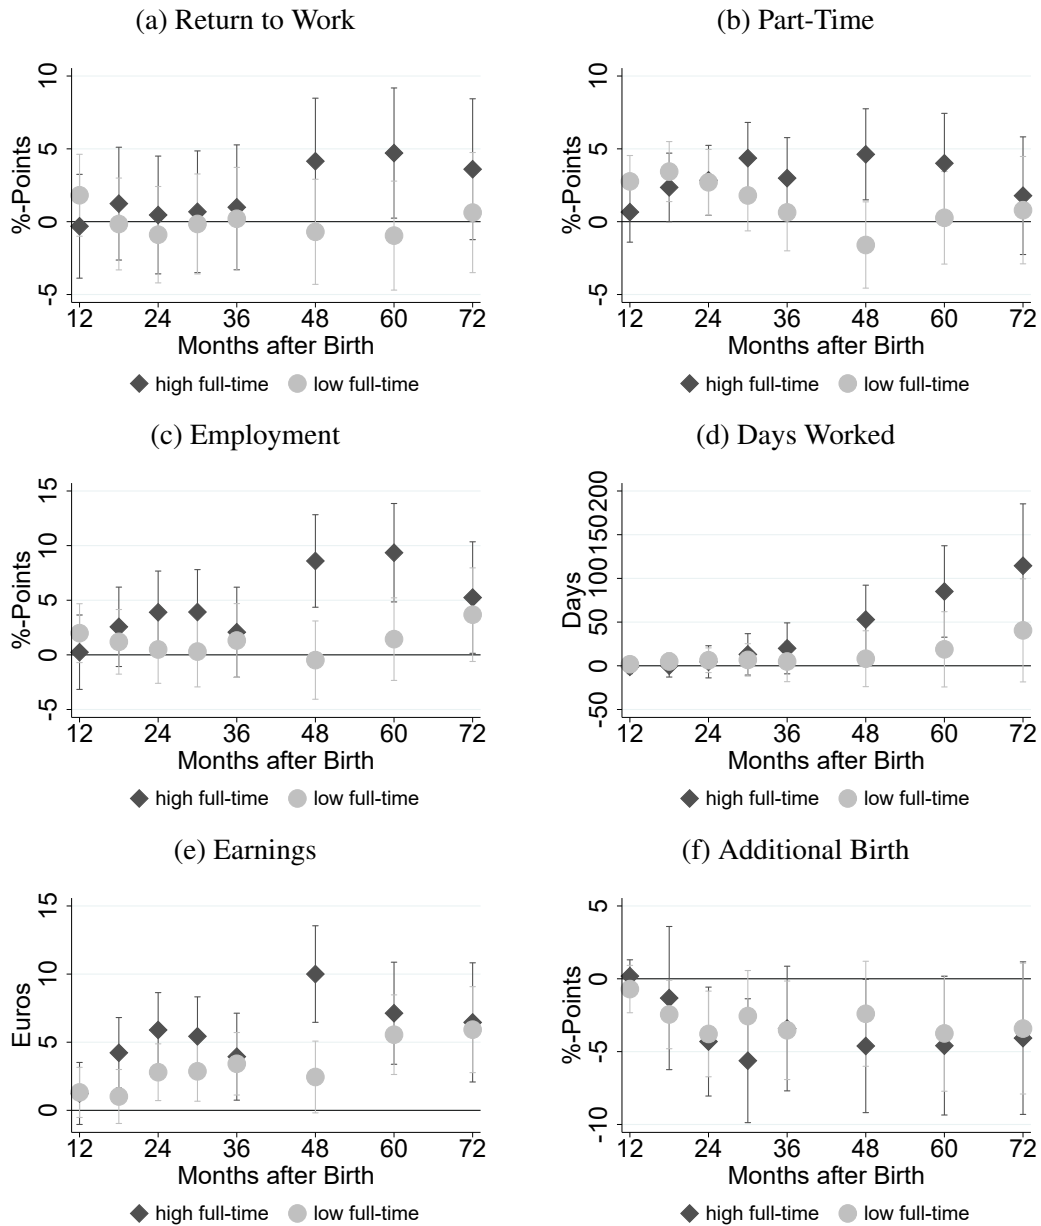 (a) Return to Work
10
5
0
-5
%-Points
12 24 36 48 60 72
Months after Birth
high full-time low full-time
(b) Part-Time
10
5
0
-5
%-Points
12 24 36 48 60 72
Months after Birth
high full-time low full-time
(c) Employment
15
10
5
0
-5
%-Points
12 24 36 48 60 72
Months after Birth
high full-time low full-time
(d) Days Worked
200
150
100
50
0
-50
Days
12 24 36 48 60 72
Months after Birth
high full-time low full-time
(e) Earnings
15
10
5
0
Euros
12 24 36 48 60 72
Months after Birth
high full-time low full-time
(f) Additional Birth
5
0
-5
-10
%-Points
12 24 36 48 60 72
Months after Birth
high full-time low full-time